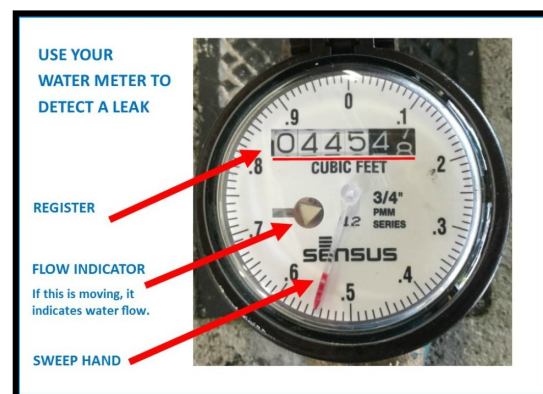 USE YOUR
WATER METER TO
DETECT A LEAK
0
.9 .1
044548
.8 CUBIC FEET .2
REGISTER
3/4"
PMM
12 SERIES
.7 .3
sensus
FLOW INDICATOR
.6 .4
If this is moving, it
.5
indicates water flow.
SWEEP HAND